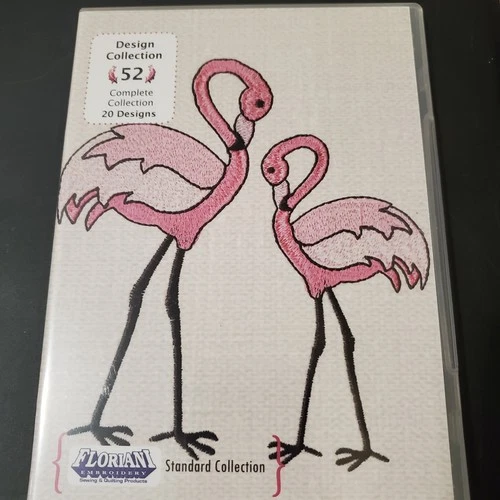 Design
Collection
52
Complete
Collection
20 Designs
FLORIANI
EMBROIDERY
Sewing & Quilting Products
Standard Collection